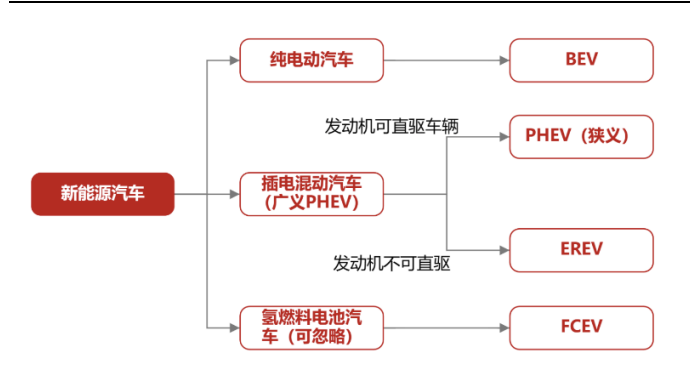 纯电动汽车
BEV
发动机可直驱车辆
PHEV（狭义）
新能源汽车
插电混动汽车
（广义PHEV）
发动机不可直驱
EREV
氢燃料电池汽
车（可忽略）
FCEV